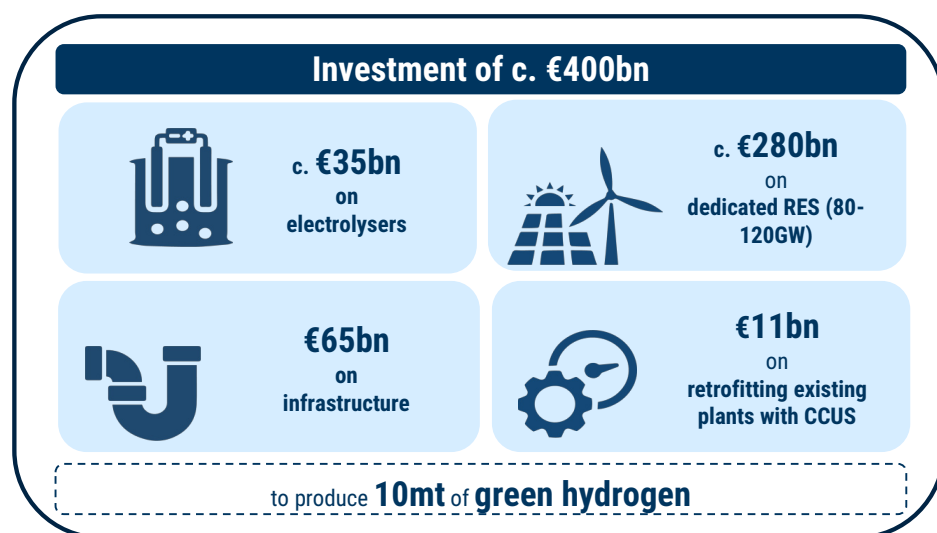 Investment of c. €400bn
c. €35bn
on
electrolysers
c. €280bn
on
dedicated RES (80-
120GW)
€65bn
on
infrastructure
€11bn
on
retrofitting existing
plants with CCUS
to produce 10mt of green hydrogen